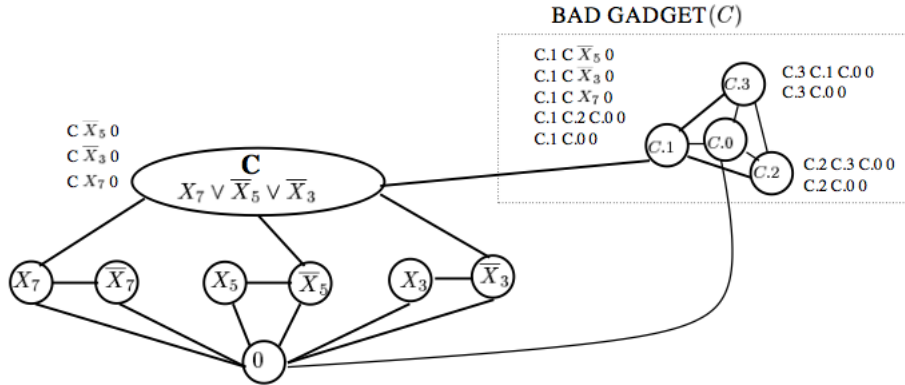 BAD GADGET(C)
C.1 C X̅₅ 0
C.1 C X̅₃ 0
C.1 C X₇ 0
C.1 C.2 C.0 0
C.1 C.0 0
C.3
C.3 C.1 C.0 0
C.3 C.0 0
C.1
C.0
C.2
C.2 C.3 C.0 0
C.2 C.0 0
C X̅₅ 0
C X̅₃ 0
C X₇ 0
C
X₇ ∨ X̅₅ ∨ X̅₃
X₇
X̅₇
X₅
X̅₅
X₃
X̅₃
0